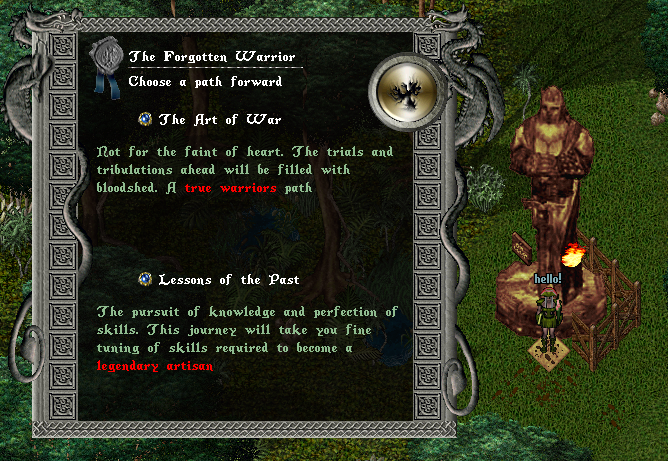 The Forgotten Warrior
Choose a path forward
The Art of War
Not for the faint of heart. The trials and
tribulations ahead will be filled with
bloodshed. A true warriors path
Lessons of the Past
The pursuit of knowledge and perfection of
skills. This journey will take you fine
tuning of skills required to become a
legendary artisan
hello!